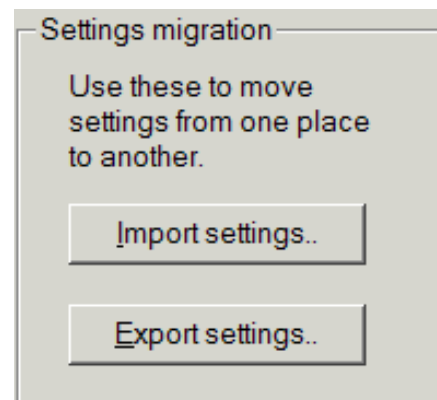 Settings migration
Use these to move
settings from one place
to another.
Import settings..
Export settings..